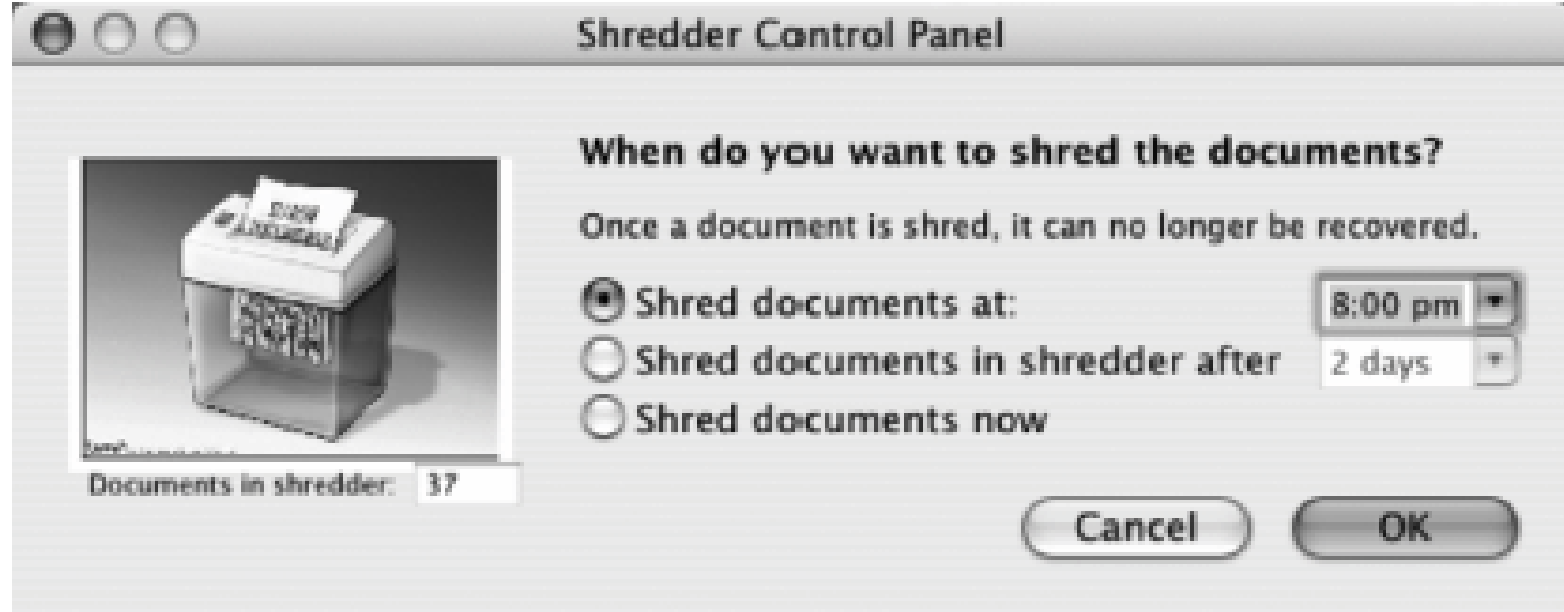 Shredder Control Panel
When do you want to shred the documents?
Once a document is shred, it can no longer be recovered.
Shred documents at: 8:00 pm
Shred documents in shredder after 2 days
Shred documents now
Documents in shredder: 37
Cancel OK